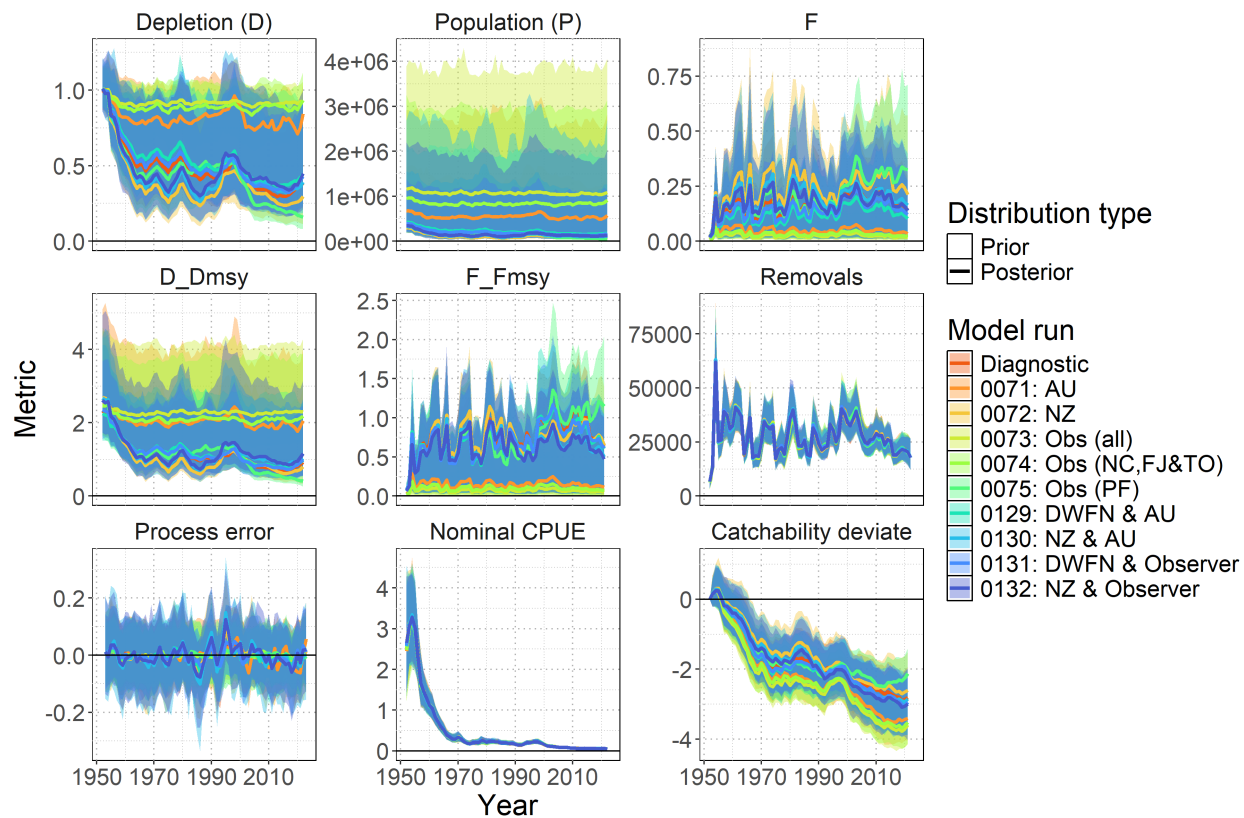 Depletion (D) Population (P) F
1.0
0.5
0.0
4e+06
3e+06
2e+06
1e+06
0e+00
0.75
0.50
0.25
0.00
D_Dmsy F_Fmsy Removals
4
2
0
2.5
2.0
1.5
1.0
0.5
0.0
75000
50000
25000
0
Process error Nominal CPUE Catchability deviate
0.2
0.0
-0.2
4
3
2
1
0
0
-2
-4
1950 1970 1990 2010 1950 1970 1990 2010 1950 1970 1990 2010
Metric
Year
Distribution type
Prior
Posterior
Model run
Diagnostic
0071: AU
0072: NZ
0073: Obs (all)
0074: Obs (NC,FJ&TO)
0075: Obs (PF)
0129: DWFN & AU
0130: NZ & AU
0131: DWFN & Observer
0132: NZ & Observer